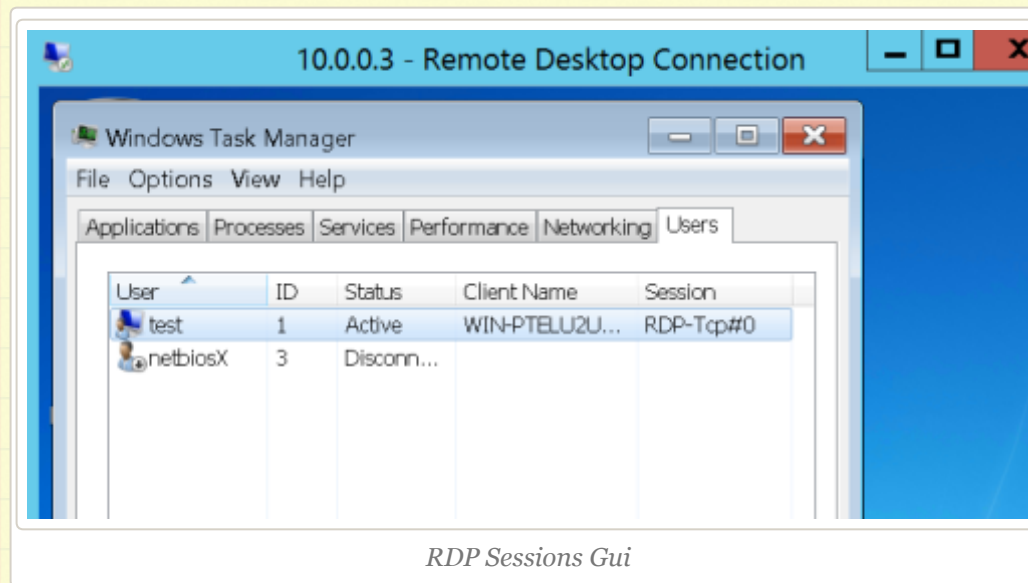 10.0.0.3 - Remote Desktop Connection
Windows Task Manager
File Options View Help
Applications Processes Services Performance Networking Users
User ID Status Client Name Session
test 1 Active WIN-PTELU2U... RDP-Tcp#0
netbiosX 3 Disconn...
RDP Sessions Gui